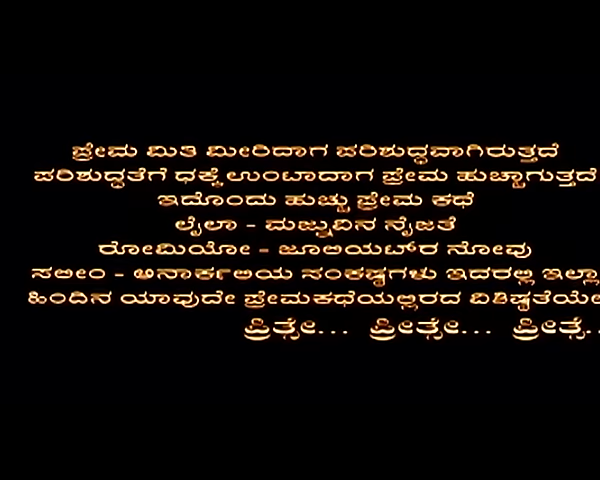 ಪ್ರೇಮ ಮಿತಿ ಮೀರಿದಾಗ ಪರಿಶುದ್ಧವಾಗಿರುತ್ತದೆ
ಪರಿಶುದ್ಧತೆಗೆ ಧಕ್ಕೆ ಉಂಟಾದಾಗ ಪ್ರೇಮ ಹುಚ್ಚಾಗುತ್ತದೆ
ಇದೊಂದು ಹುಚ್ಚು ಪ್ರೇಮ ಕಥೆ
ಲೈಲಾ - ಮಜ್ನುವಿನ ನೈಜತೆ
ರೋಮಿಯೋ - ಜೂಲಿಯಟ್‌ರ ನೋವು
ಸಲೀಂ - ಅನಾರ್ಕಲಿಯ ಸಂಕಷ್ಟಗಳು ಇದರಲ್ಲಿ ಇಲ್ಲಾ
ಹಿಂದಿನ ಯಾವುದೇ ಪ್ರೇಮಕಥೆಯಲ್ಲಿರದ
ಪ್ರೀತ್ಸೇ... ಪ್ರೀತ್ಸೇ... ಪ್ರೀತ್ಸೆ..